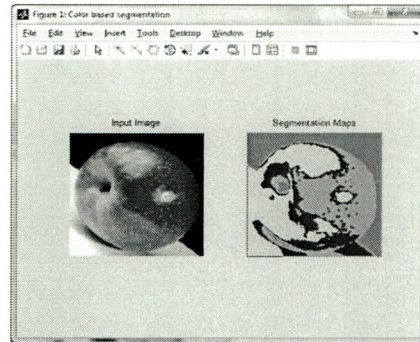 Figure 1: Color based segmentation
File Edit View Insert Tools Desktop Window Help
Input Image
Segmentation Maps